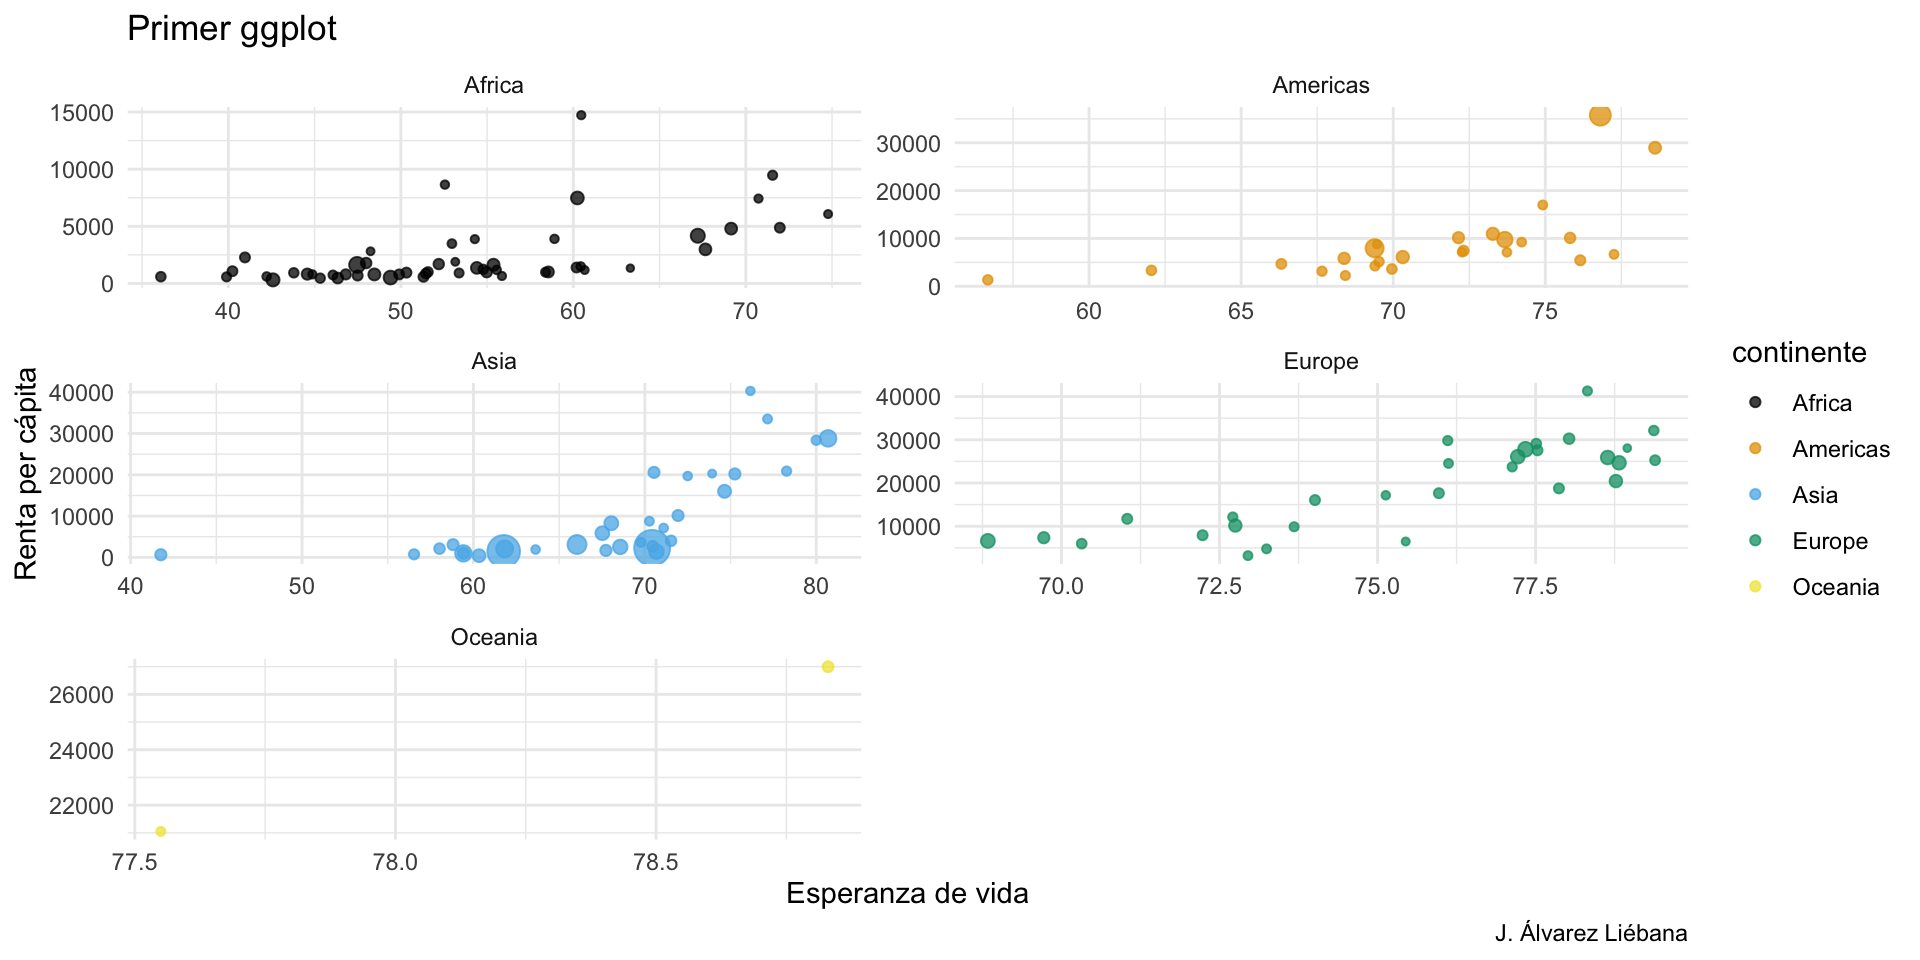 Primer ggplot
Africa
15000
10000
5000
0
40 50 60 70
Americas
30000
20000
10000
0
60 65 70 75
Asia
40000
30000
20000
10000
0
40 50 60 70 80
Europe
40000
30000
20000
10000
70.0 72.5 75.0 77.5
Oceania
26000
24000
22000
77.5 78.0 78.5
Renta per cápita
Esperanza de vida
continente
Africa
Americas
Asia
Europe
Oceania
J. Álvarez Liébana